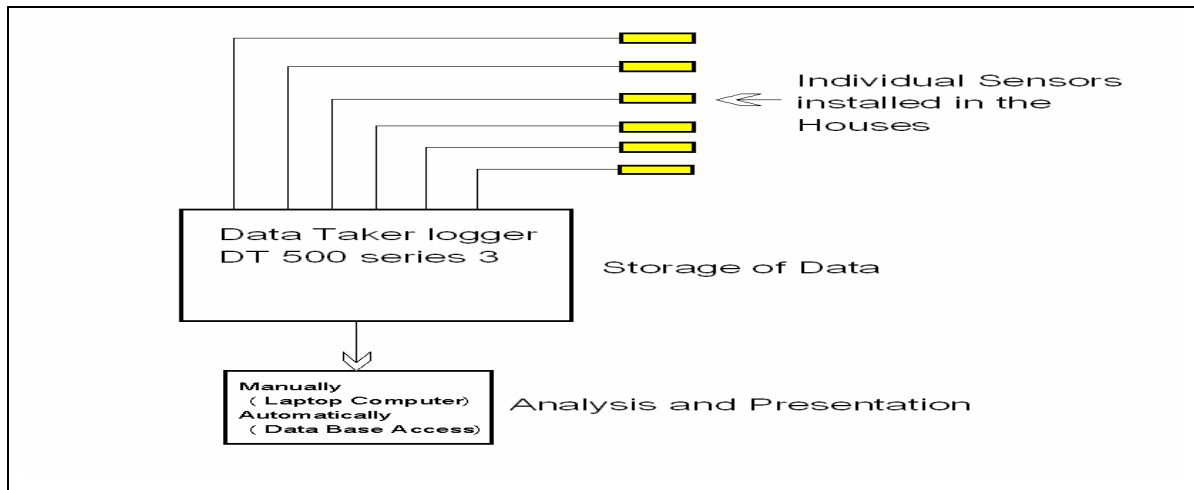 Individual Sensors
installed in the
Houses
Data Taker logger
DT 500 series 3
Storage of Data
Manually
( Laptop Computer)
Automatically
( Data Base Access)
Analysis and Presentation